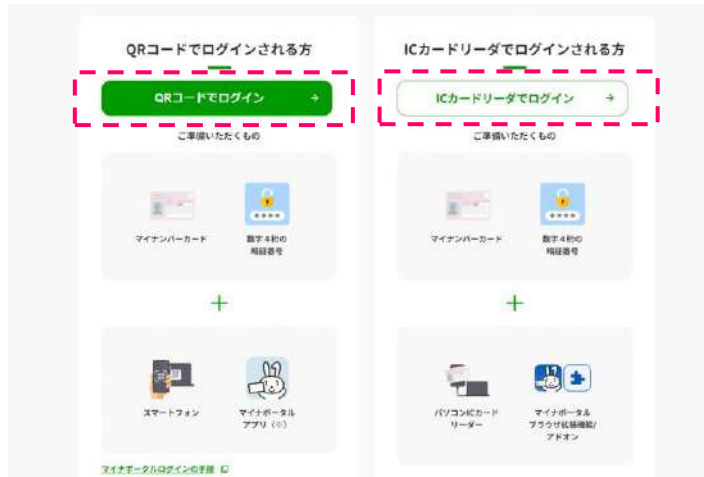 QRコードでログインされる方
QRコードでログイン →
ご準備いただくもの
マイナンバーカード
数字4桁の
暗証番号
+
スマートフォン
マイナポータル
アプリ（※）
マイナポータルログインの手順
ICカードリーダでログインされる方
ICカードリーダでログイン →
ご準備いただくもの
マイナンバーカード
数字4桁の
暗証番号
+
パソコンICカード
リーダー
マイナポータル
ブラウザ拡張機能/
アドオン